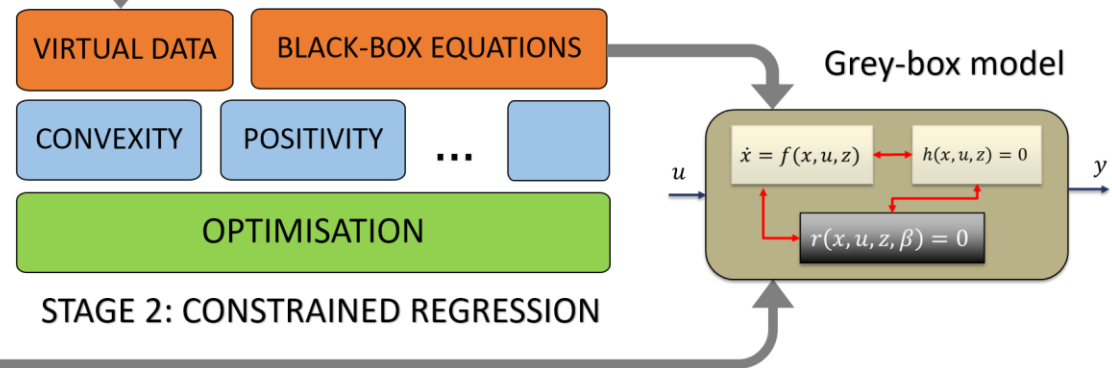 VIRTUAL DATA
BLACK-BOX EQUATIONS
CONVEXITY
POSITIVITY
...
OPTIMISATION
STAGE 2: CONSTRAINED REGRESSION
Grey-box model
u
ẋ = f(x, u, z)
h(x, u, z) = 0
r(x, u, z, β) = 0
y